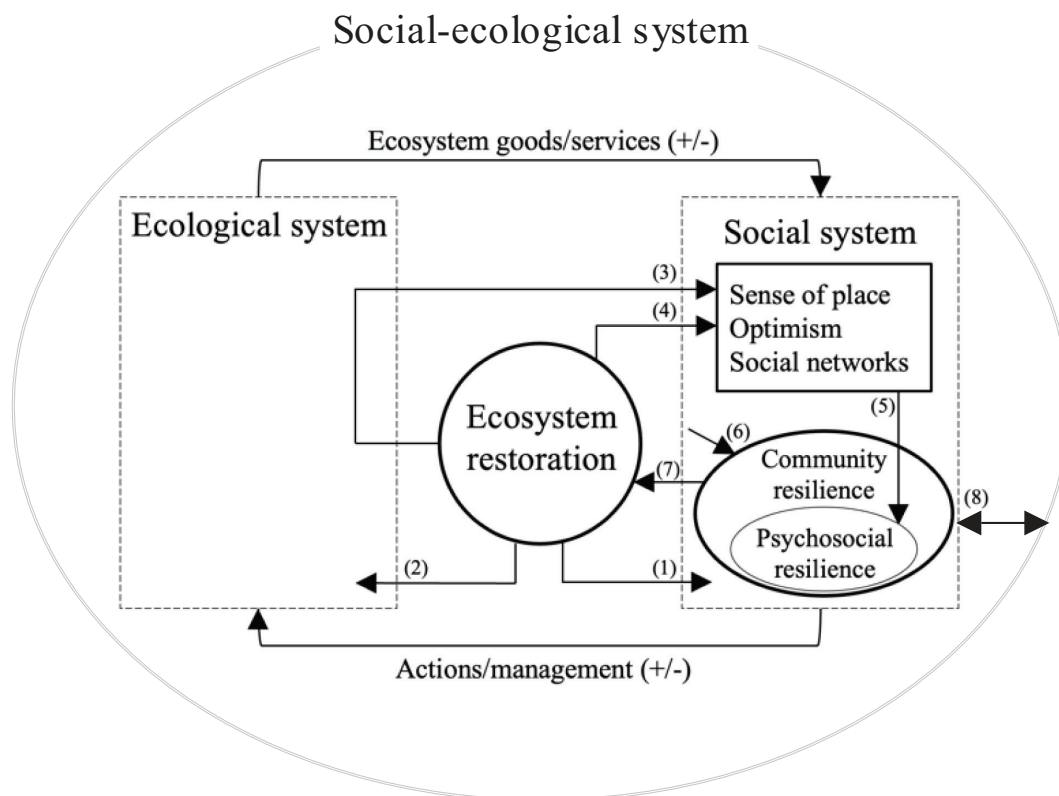 Social-ecological system
Ecosystem goods/services (+/-)
Ecological system
Social system
(3)
Sense of place
(4)
Optimism
Social networks
(5)
Ecosystem
restoration
(6)
Community
resilience
(7)
(8)
Psychosocial
resilience
(2)
(1)
Actions/management (+/-)